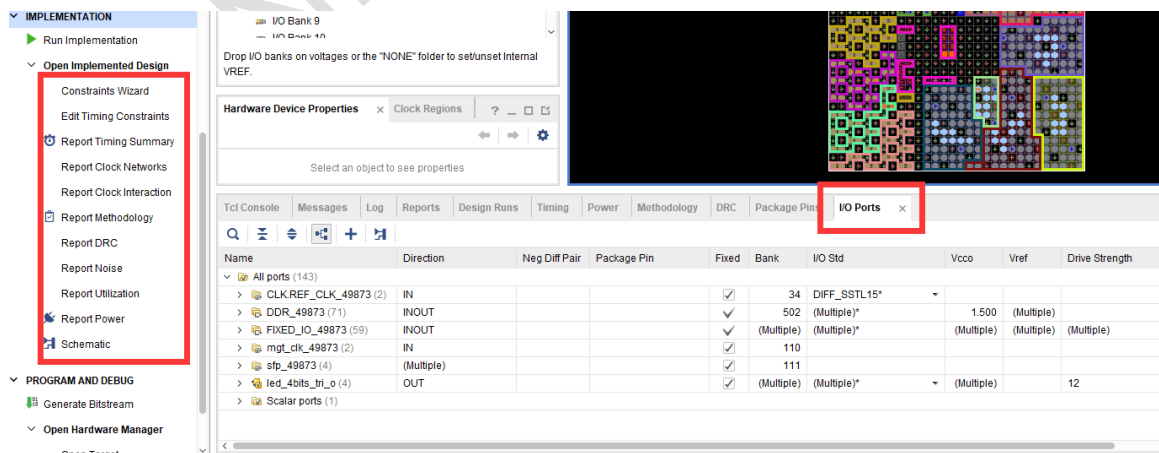 IMPLEMENTATION
Run Implementation
Open Implemented Design
Constraints Wizard
Edit Timing Constraints
Report Timing Summary
Report Clock Networks
Report Clock Interaction
Report Methodology
Report DRC
Report Noise
Report Utilization
Report Power
Schematic
PROGRAM AND DEBUG
Generate Bitstream
Open Hardware Manager
Open Target
I/O Bank 9
I/O Bank 10
Drop I/O banks on voltages or the "NONE" folder to set/unset Internal
VREF.
Hardware Device Properties × Clock Regions ? _
Select an object to see properties
Tcl Console Messages Log Reports Design Runs Timing Power Methodology DRC Package Pins I/O Ports ×
Name Direction Neg Diff Pair Package Pin Fixed Bank I/O Std Vcco Vref Drive Strength
All ports (143)
CLK.REF_CLK_49873 (2) IN 34 DIFF_SSTL15*
DDR_49873 (71) INOUT 502 (Multiple)* 1.500 (Multiple)
FIXED_IO_49873 (59) INOUT (Multiple) (Multiple)* (Multiple) (Multiple) (Multiple)
mgt_clk_49873 (2) IN 110
sfp_49873 (4) (Multiple) 111
led_4bits_tri_o (4) OUT (Multiple) (Multiple)* (Multiple) 12
Scalar ports (1)